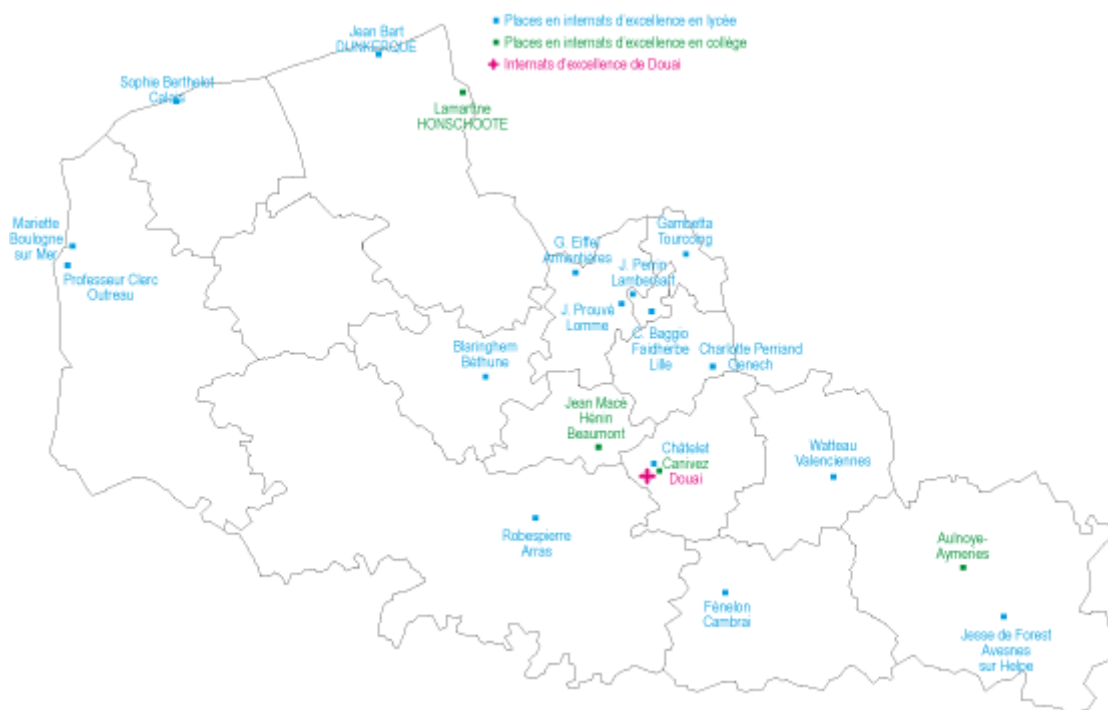 Places en internats d'excellence en lycée
Places en internats d'excellence en collège
Internats d'excellence de Douai
Jean Bart
DUNKERQUE
Sophie Berthelot
Calais
Lamartine
HONSCHOOTE
Mariette
Boulogne
sur Mer
Professeur Clerc
Outreau
G. Eiffel
Armentières
Gambetta
Tourcoing
J. Perrin
Lambersart
J. Prouvé
Lomme
C. Baggio
Faidherbe
Lille
Charlotte Perriand
Genech
Blaringhem
Béthune
Jean Macé
Hénin
Beaumont
Châtelet
Canivez
Douai
Watteau
Valenciennes
Robespierre
Arras
Aulnoye-
Aymeries
Fénelon
Cambrai
Jesse de Forest
Avesnes
sur Helpe